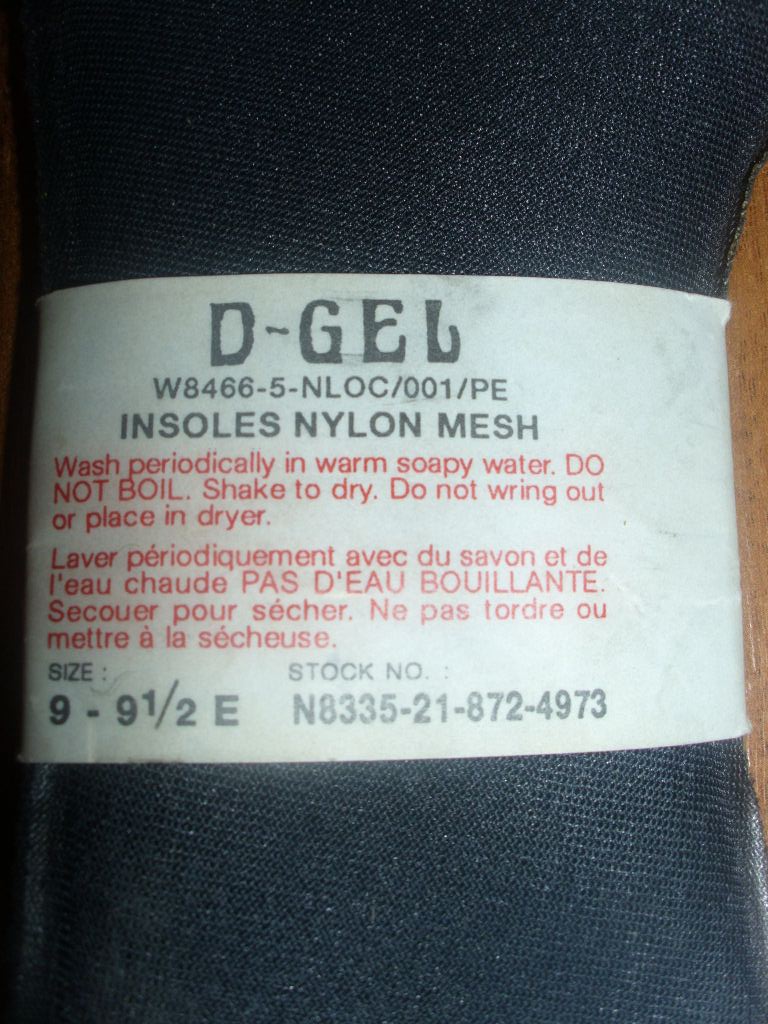 D-GEL
W8466-5-NLOC/001/PE
INSOLES NYLON MESH
Wash periodically in warm soapy water. DO
NOT BOIL. Shake to dry. Do not wring out
or place in dryer.
Laver périodiquement avec du savon et de
l'eau chaude PAS D'EAU BOUILLANTE.
Secouer pour sécher. Ne pas tordre ou
mettre à la sécheuse.
SIZE : STOCK NO. :
9 - 9 1/2 E N8335-21-872-4973